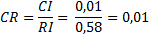 CR = CI/RI = 0,01/0,58 = 0,01